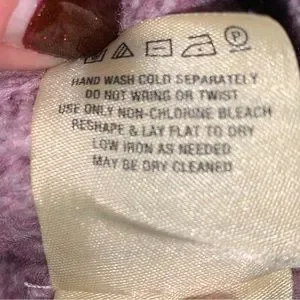 P
HAND WASH COLD SEPARATELY
DO NOT WRING OR TWIST
USE ONLY NON-CHLORINE BLEACH
RESHAPE & LAY FLAT TO DRY
LOW IRON AS NEEDED
MAY BE DRY CLEANED